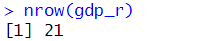 > nrow(gdp_r)
[1] 21